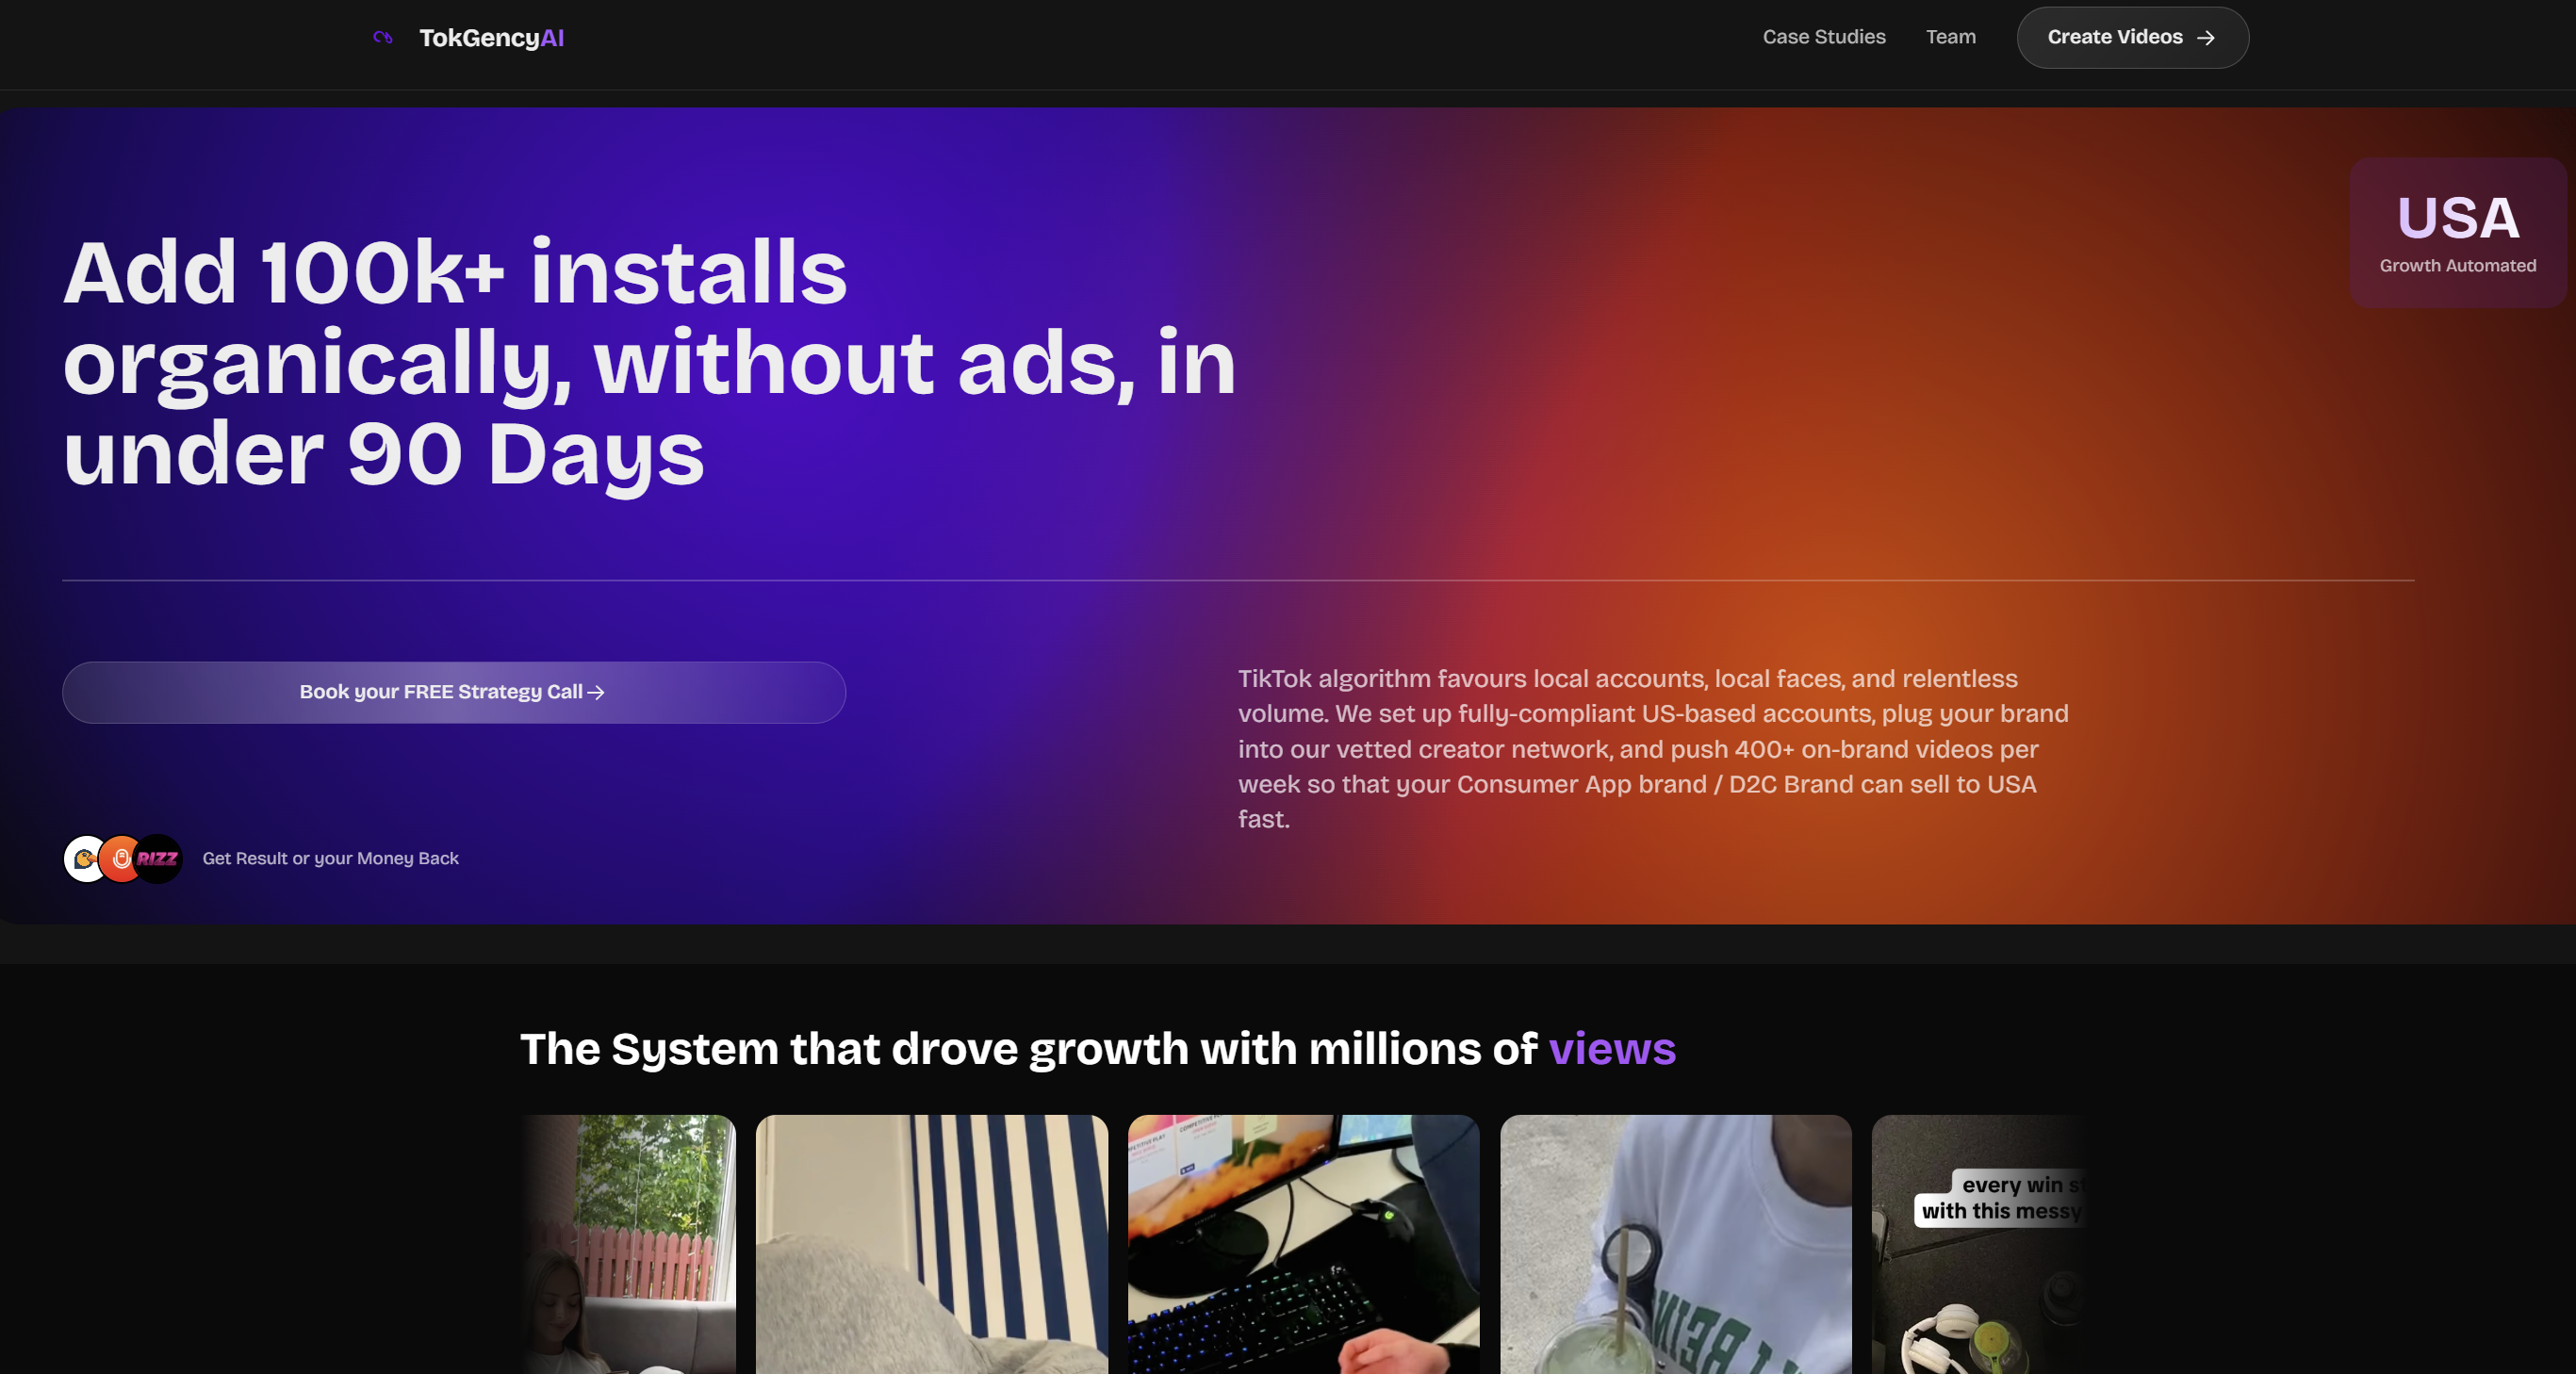 TokGencyAI
Case Studies
Team
Create Videos
USA
Growth Automated
Add 100k+ installs
organically, without ads, in
under 90 Days
Book your FREE Strategy Call
TikTok algorithm favours local accounts, local faces, and relentless
volume. We set up fully-compliant US-based accounts, plug your brand
into our vetted creator network, and push 400+ on-brand videos per
week so that your Consumer App brand / D2C Brand can sell to USA
fast.
RIZZ
Get Result or your Money Back
The System that drove growth with millions of views
every win
with this messy